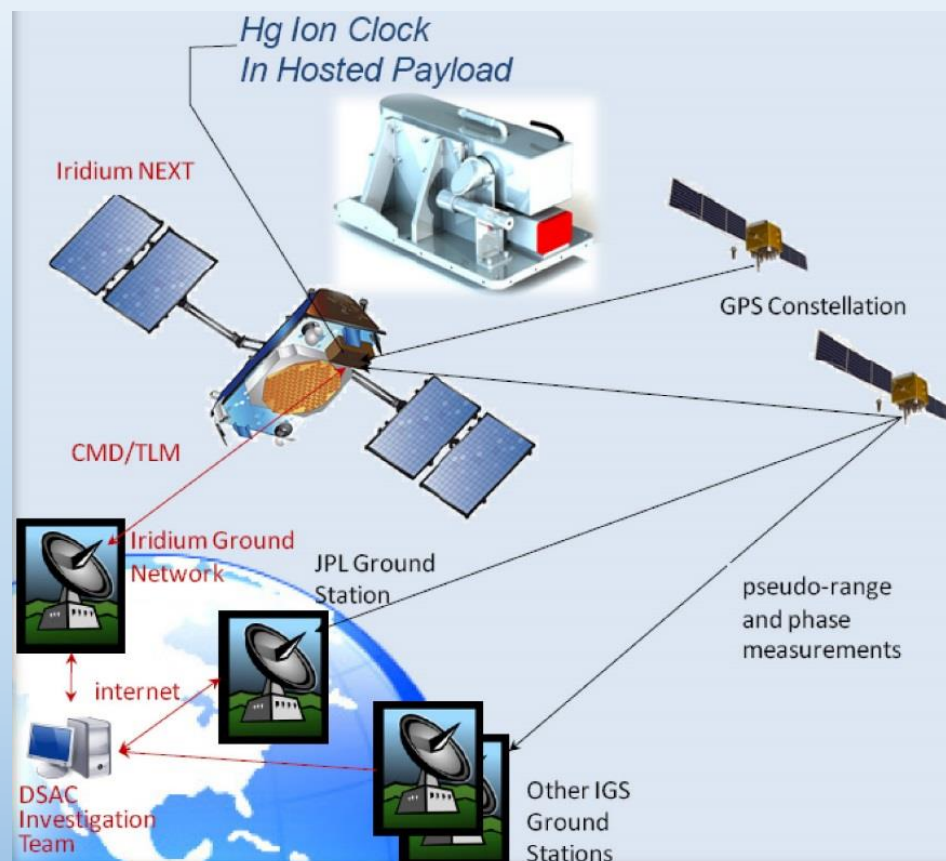 Hg Ion Clock
In Hosted Payload
Iridium NEXT
GPS Constellation
CMD/TLM
Iridium Ground
Network
JPL Ground
Station
pseudo-range
and phase
measurements
internet
DSAC
Investigation
Team
Other IGS
Ground
Stations